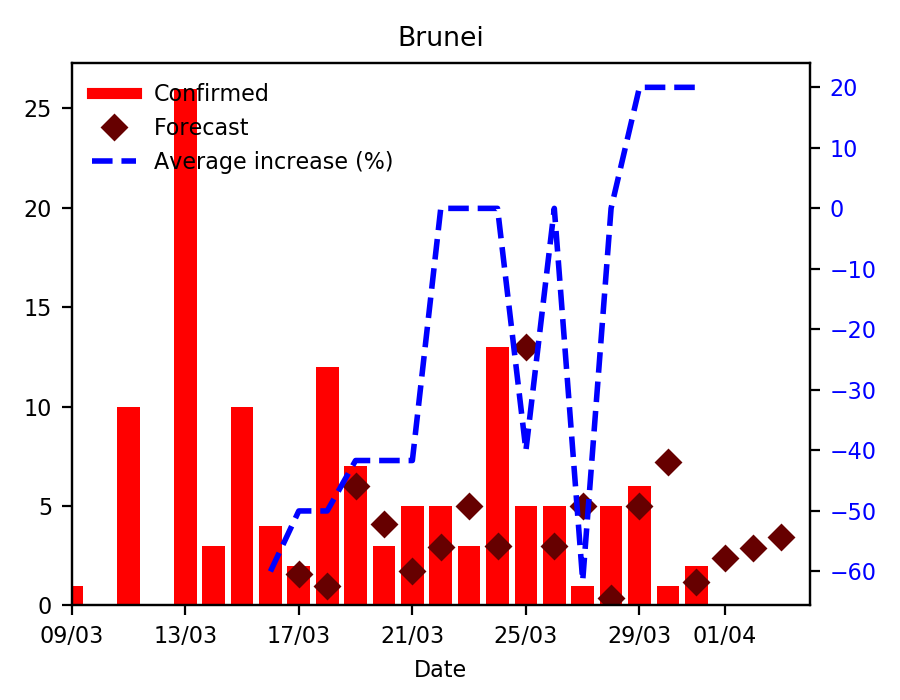 Brunei
Confirmed
Forecast
Average increase (%)
25
20
15
10
5
0
20
10
0
−10
−20
−30
−40
−50
−60
09/03 13/03 17/03 21/03 25/03 29/03 01/04
Date